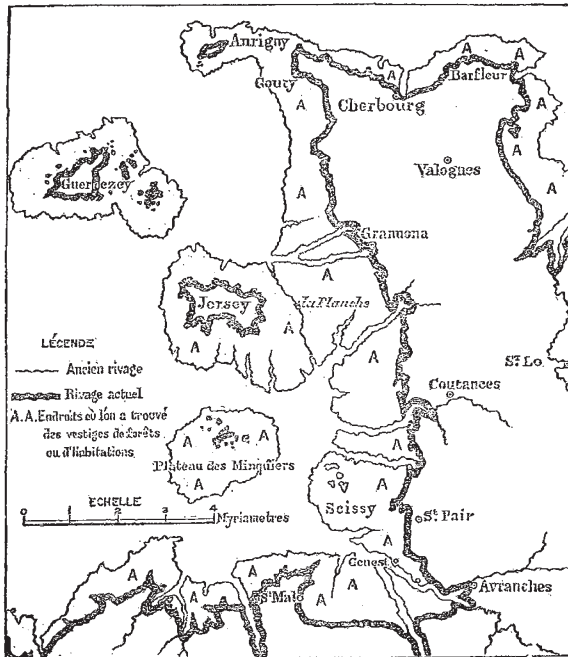 Aurigny
A
A
A
A
Goury
A
Cherbourg
Barfleur
A
A
A
Valognes
Guernezey
A
Granuona
A
Jersey
A
A
A
La Planche
LÉGENDE
Ancien rivage
Rivage actuel
A.A. Endroits où l'on a trouvé
des vestiges de forêts
ou d'habitations
A
St Lo.
Coutances
A
A
A
Plateau des Minquiers
A
A
ECHELLE
0 1 2 3 4
Myriametres
Scissy
St Pair
A
Genest
Avranches
A
A
A
A
St Malo
A
A
A